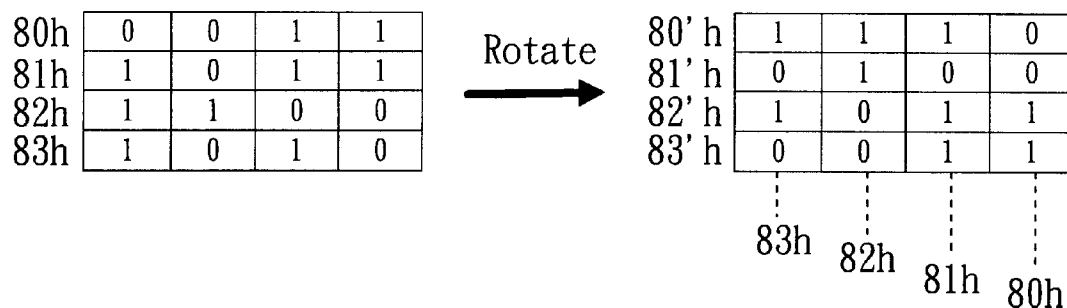 80h 0 0 1 1
81h 1 0 1 1
82h 1 1 0 0
83h 1 0 1 0
Rotate
80'h 1 1 1 0
81'h 0 1 0 0
82'h 1 0 1 1
83'h 0 0 1 1
83h 82h 81h 80h